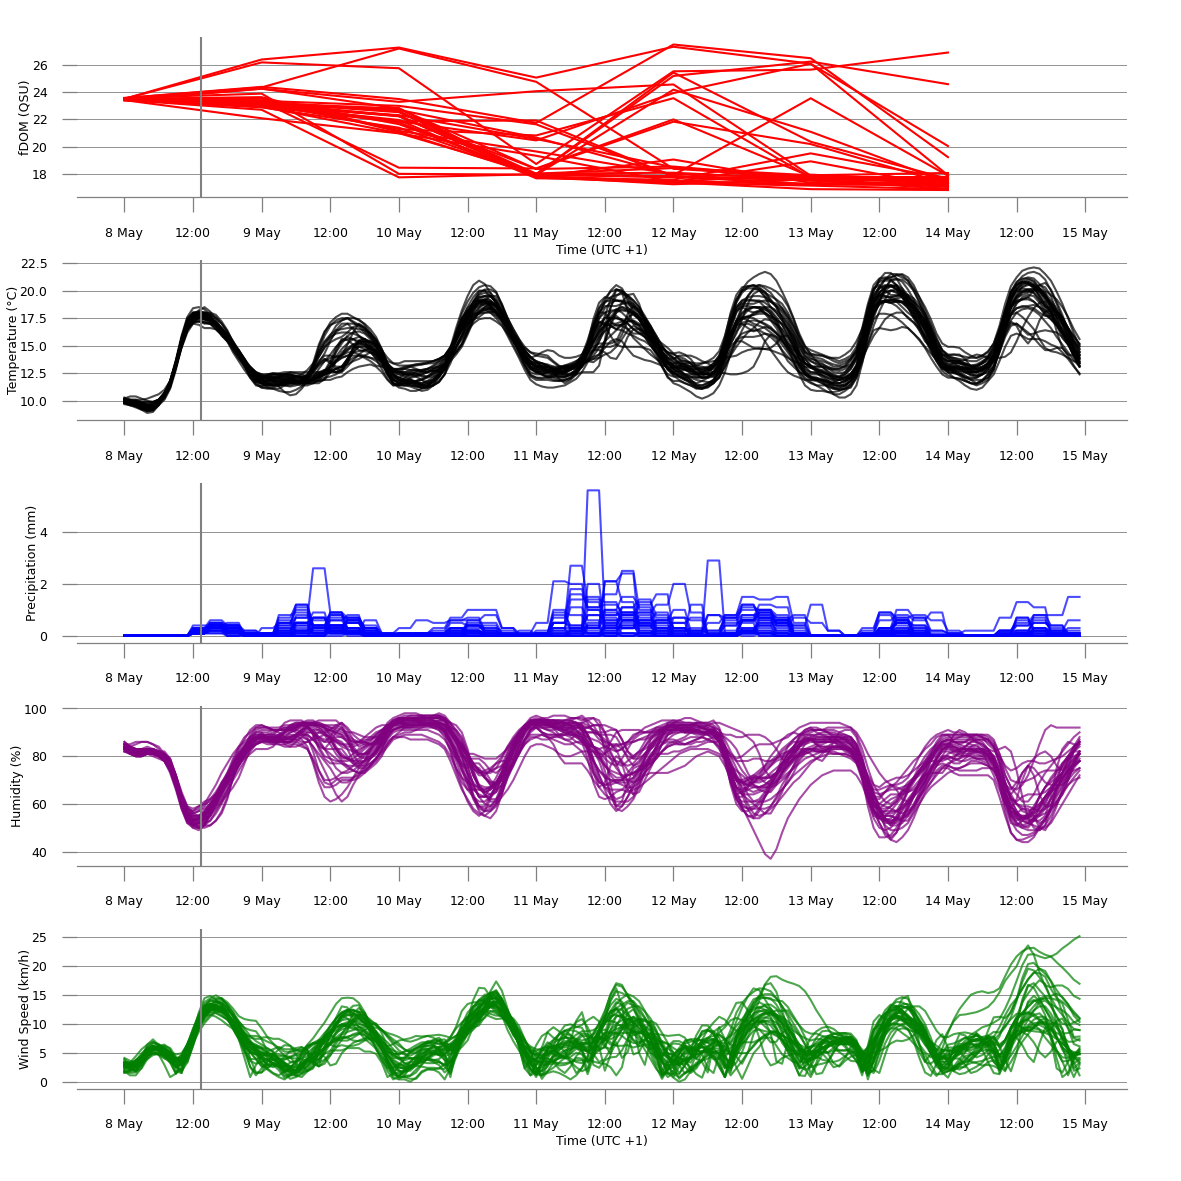 fDOM (QSU)
26
24
22
20
18
8 May 12:00 9 May 12:00 10 May 12:00 11 May 12:00 12 May 12:00 13 May 12:00 14 May 12:00 15 May
Time (UTC +1)
Temperature (°C)
22.5
20.0
17.5
15.0
12.5
10.0
8 May 12:00 9 May 12:00 10 May 12:00 11 May 12:00 12 May 12:00 13 May 12:00 14 May 12:00 15 May
Precipitation (mm)
4
2
0
8 May 12:00 9 May 12:00 10 May 12:00 11 May 12:00 12 May 12:00 13 May 12:00 14 May 12:00 15 May
Humidity (%)
100
80
60
40
8 May 12:00 9 May 12:00 10 May 12:00 11 May 12:00 12 May 12:00 13 May 12:00 14 May 12:00 15 May
Wind Speed (km/h)
25
20
15
10
5
0
8 May 12:00 9 May 12:00 10 May 12:00 11 May 12:00 12 May 12:00 13 May 12:00 14 May 12:00 15 May
Time (UTC +1)